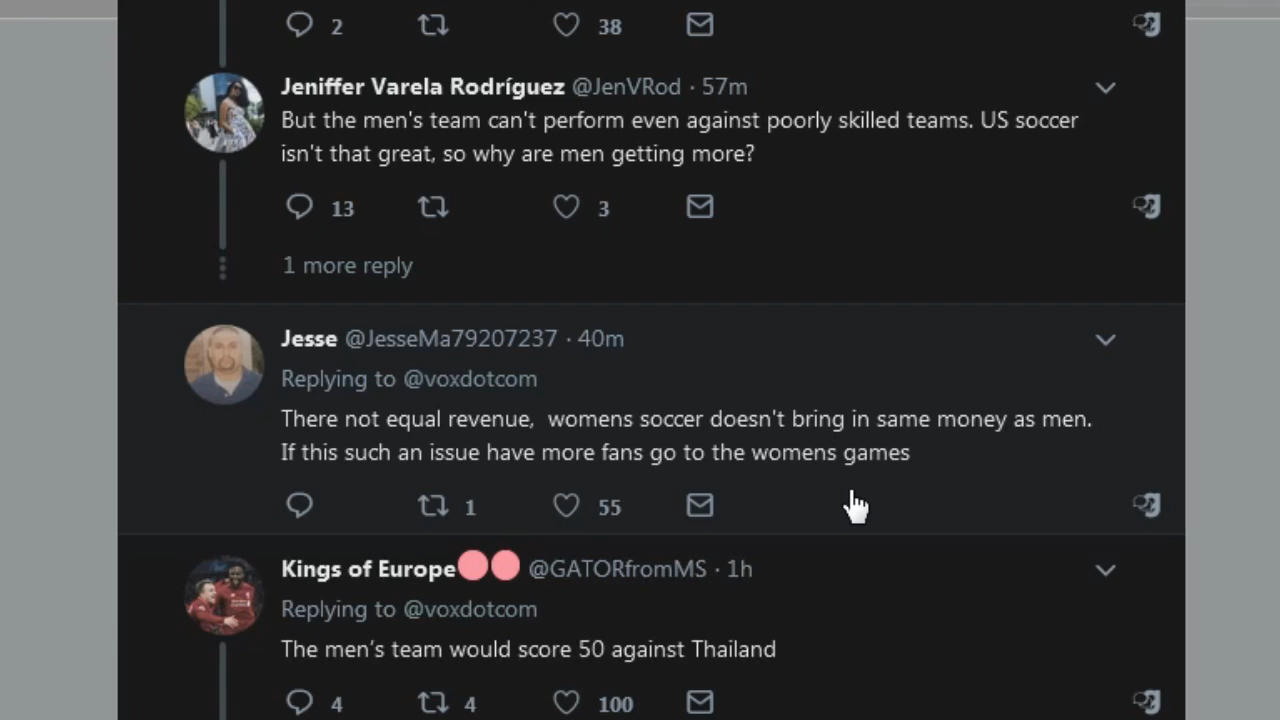 2 38
Jeniffer Varela Rodríguez @JenVRod · 57m
But the men's team can't perform even against poorly skilled teams. US soccer
isn't that great, so why are men getting more?
13 3
1 more reply
Jesse @JesseMa79207237 · 40m
Replying to @voxdotcom
There not equal revenue, womens soccer doesn't bring in same money as men.
If this such an issue have more fans go to the womens games
1 55
Kings of Europe @GATORfromMS · 1h
Replying to @voxdotcom
The men’s team would score 50 against Thailand
4 4 100